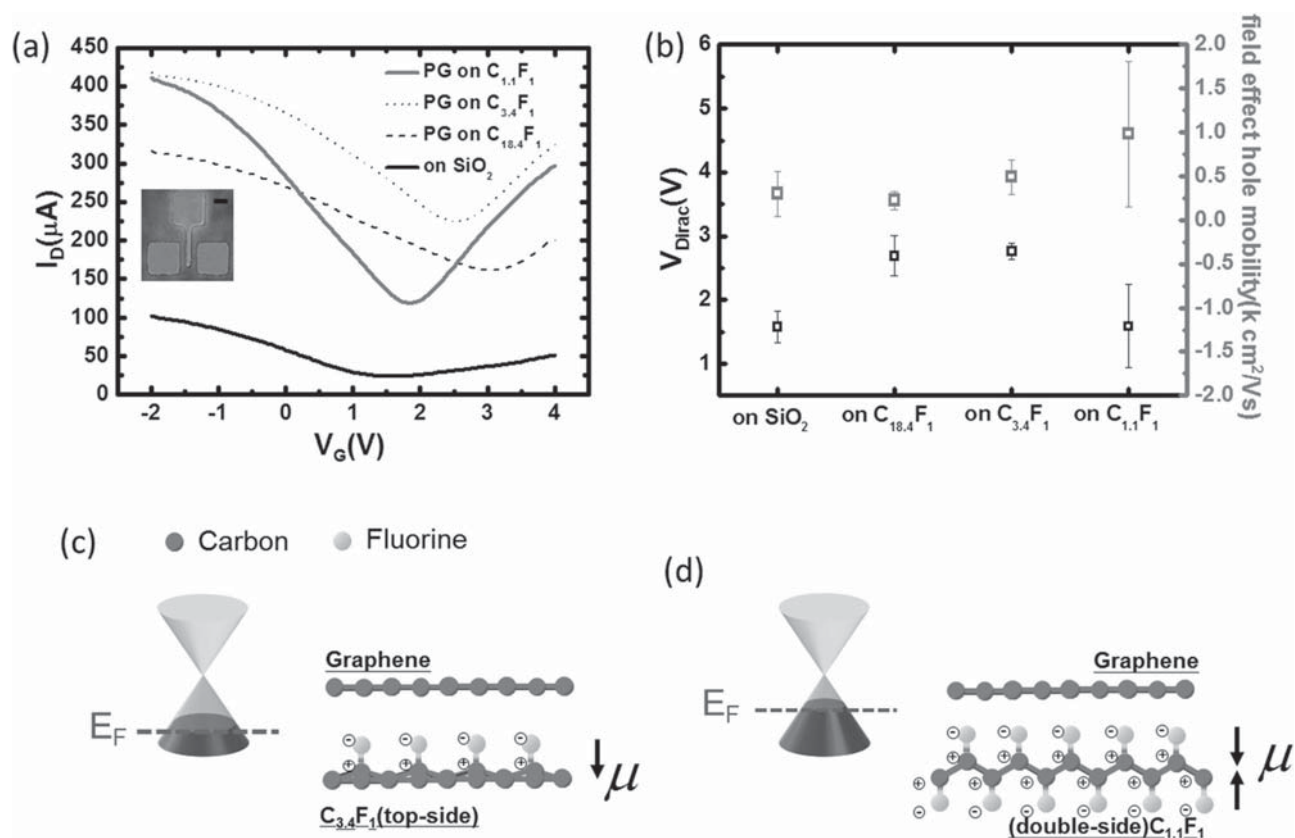 (a)
450
400
350
300
250
200
150
100
50
0
I_D(μA)
-2 -1 0 1 2 3 4
V_G(V)
PG on C₁.₁F₁
PG on C₃.₄F₁
PG on C₁₈.₄F₁
on SiO₂
(b)
6
5
4
3
2
1
V_Dirac(V)
2.0
1.5
1.0
0.5
0.0
-0.5
-1.0
-1.5
-2.0
field effect hole mobility(k cm²/Vs)
on SiO₂ on C₁₈.₄F₁ on C₃.₄F₁ on C₁.₁F₁
(c)
Carbon Fluorine
Graphene
E_F
μ
C₃.₄F₁(top-side)
(d)
Graphene
E_F
μ
(double-side)C₁.₁F₁